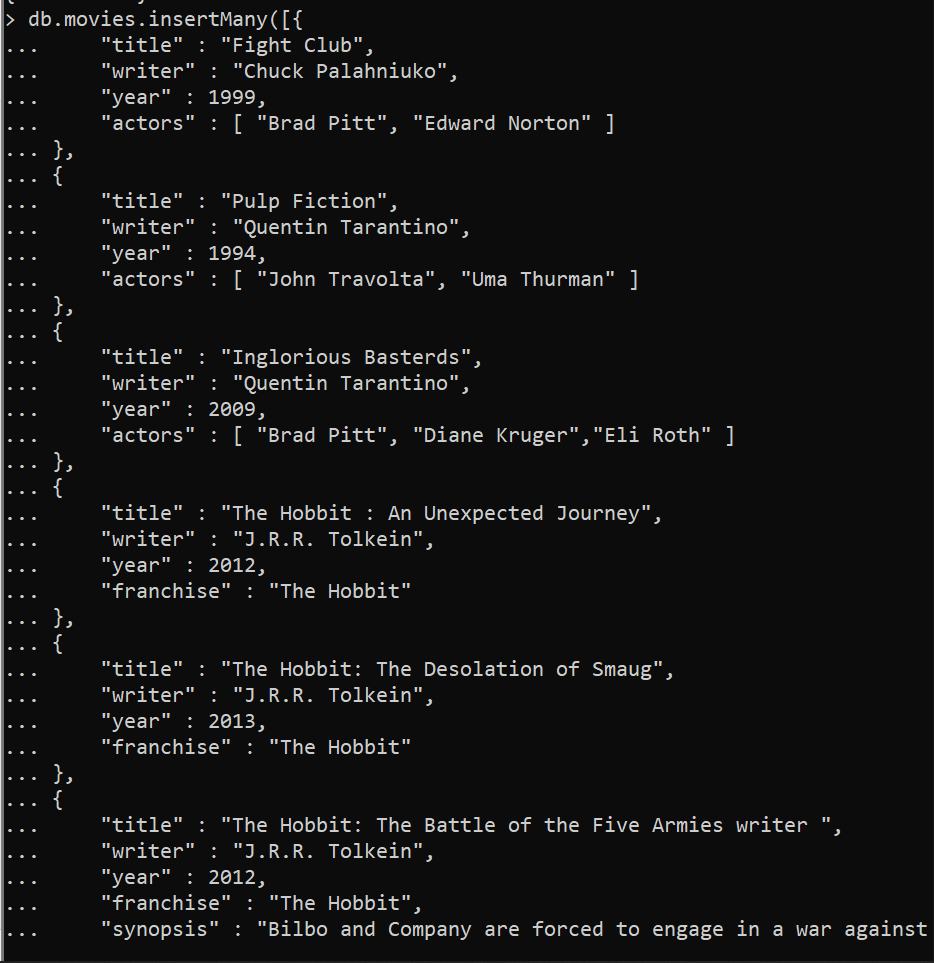 > db.movies.insertMany([{
...     "title" : "Fight Club",
...     "writer" : "Chuck Palahniuko",
...     "year" : 1999,
...     "actors" : [ "Brad Pitt", "Edward Norton" ]
... },
... {
...     "title" : "Pulp Fiction",
...     "writer" : "Quentin Tarantino",
...     "year" : 1994,
...     "actors" : [ "John Travolta", "Uma Thurman" ]
... },
... {
...     "title" : "Inglorious Basterds",
...     "writer" : "Quentin Tarantino",
...     "year" : 2009,
...     "actors" : [ "Brad Pitt", "Diane Kruger","Eli Roth" ]
... },
... {
...     "title" : "The Hobbit : An Unexpected Journey",
...     "writer" : "J.R.R. Tolkein",
...     "year" : 2012,
...     "franchise" : "The Hobbit"
... },
... {
...     "title" : "The Hobbit: The Desolation of Smaug",
...     "writer" : "J.R.R. Tolkein",
...     "year" : 2013,
...     "franchise" : "The Hobbit"
... },
... {
...     "title" : "The Hobbit: The Battle of the Five Armies writer ",
...     "writer" : "J.R.R. Tolkein",
...     "year" : 2012,
...     "franchise" : "The Hobbit",
...     "synopsis" : "Bilbo and Company are forced to engage in a war against